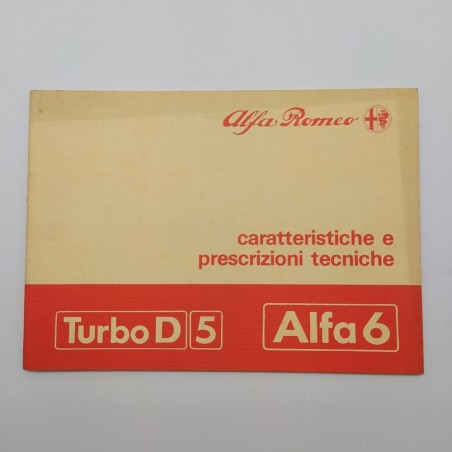 Alfa Romeo
caratteristiche e
prescrizioni tecniche
Turbo D 5 Alfa 6